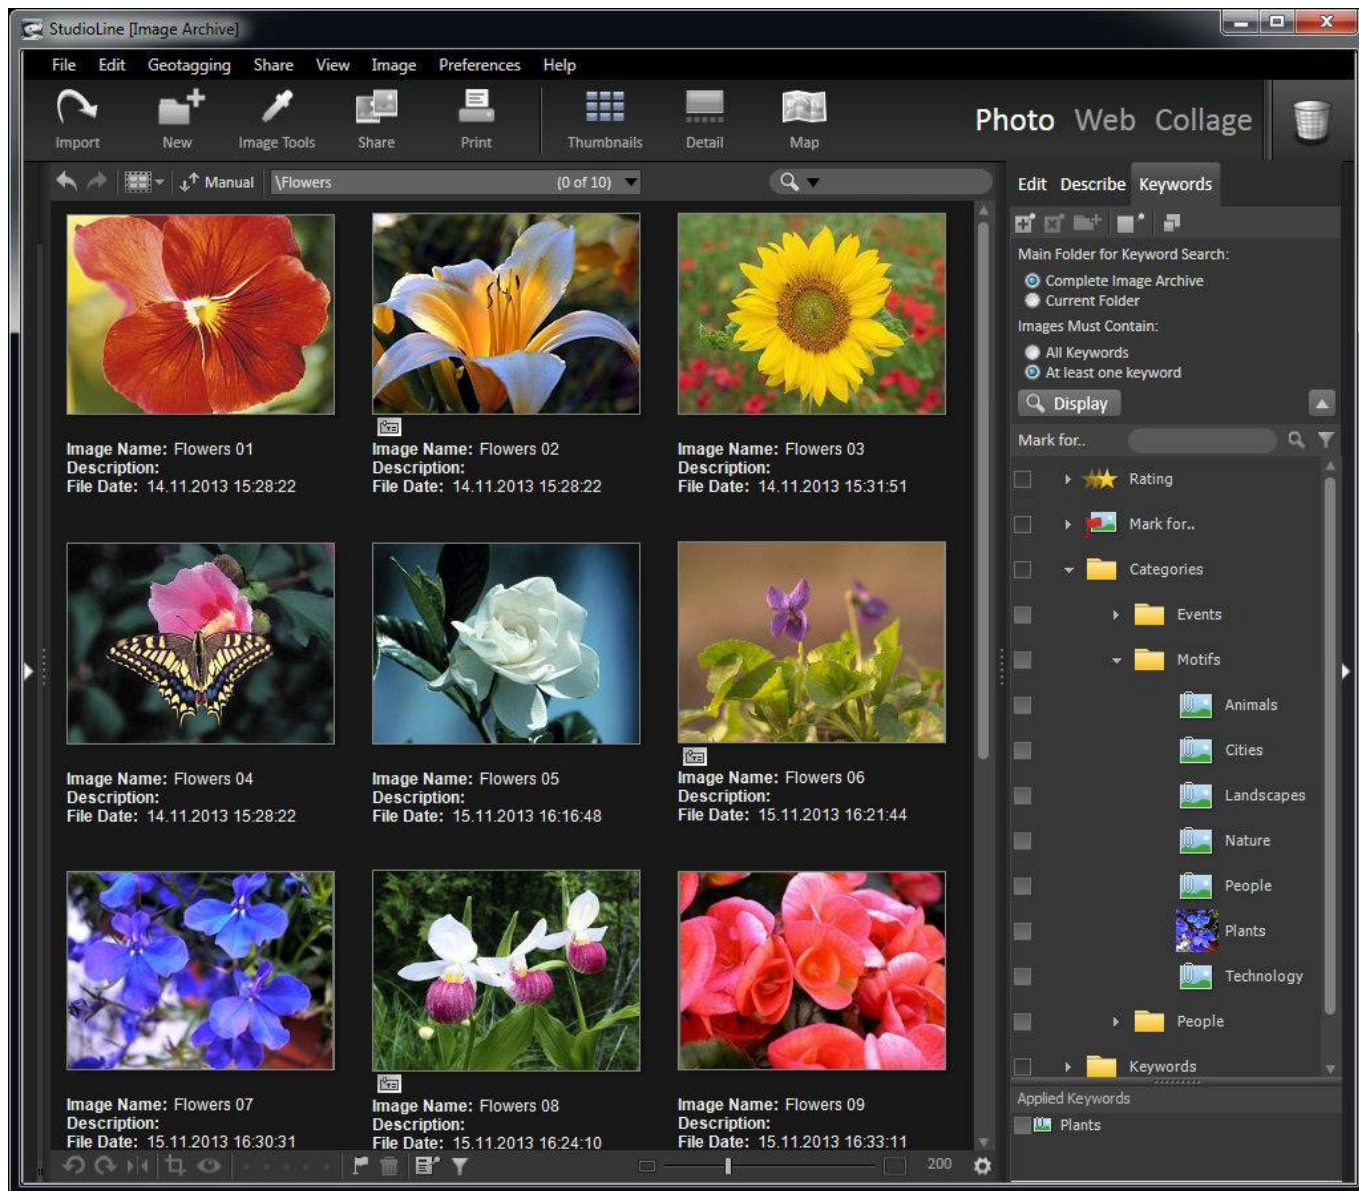 StudioLine [Image Archive]
File Edit Geotagging Share View Image Preferences Help
Import New Image Tools Share Print Thumbnails Detail Map
Photo Web Collage
Manual \Flowers (0 of 10)
Edit Describe Keywords
Main Folder for Keyword Search:
Complete Image Archive
Current Folder
Images Must Contain:
All Keywords
At least one keyword
Display
Mark for..
Rating
Mark for..
Categories
Events
Motifs
Animals
Cities
Landscapes
Nature
People
Plants
Technology
People
Keywords
Applied Keywords
Plants
Image Name: Flowers 01
Description:
File Date: 14.11.2013 15:28:22
Image Name: Flowers 02
Description:
File Date: 14.11.2013 15:28:22
Image Name: Flowers 03
Description:
File Date: 14.11.2013 15:31:51
Image Name: Flowers 04
Description:
File Date: 14.11.2013 15:28:22
Image Name: Flowers 05
Description:
File Date: 15.11.2013 16:16:48
Image Name: Flowers 06
Description:
File Date: 15.11.2013 16:21:44
Image Name: Flowers 07
Description:
File Date: 15.11.2013 16:30:31
Image Name: Flowers 08
Description:
File Date: 15.11.2013 16:24:10
Image Name: Flowers 09
Description:
File Date: 15.11.2013 16:33:11
200